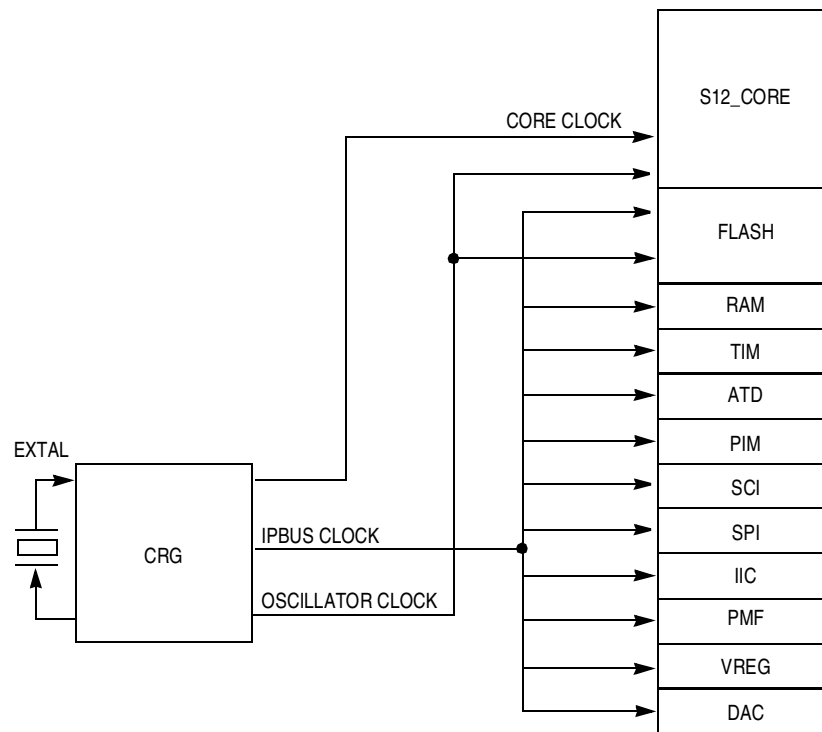 S12_CORE
CORE CLOCK
FLASH
RAM
TIM
ATD
PIM
EXTAL
SCI
SPI
IPBUS CLOCK
CRG
IIC
OSCILLATOR CLOCK
PMF
VREG
DAC